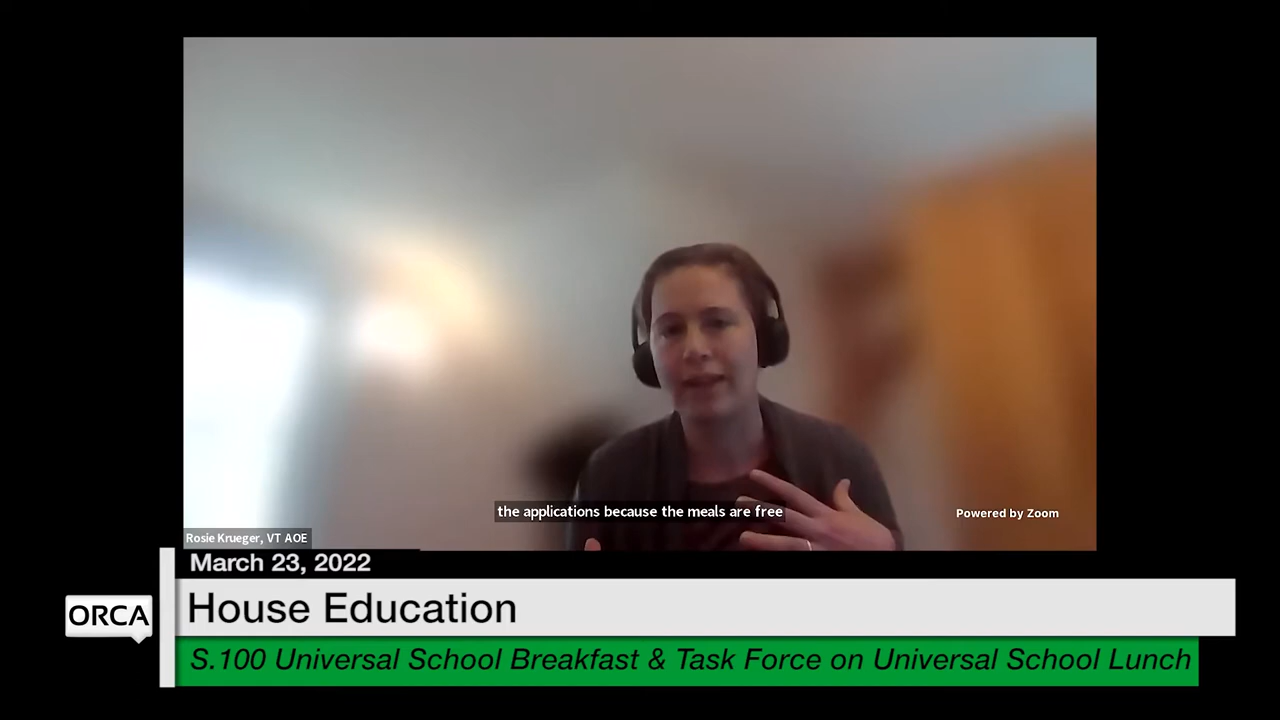 the applications because the meals are free
Powered by Zoom
Rosie Krueger, VT AOE
March 23, 2022
House Education
ORCA
S.100 Universal School Breakfast & Task Force on Universal School Lunch